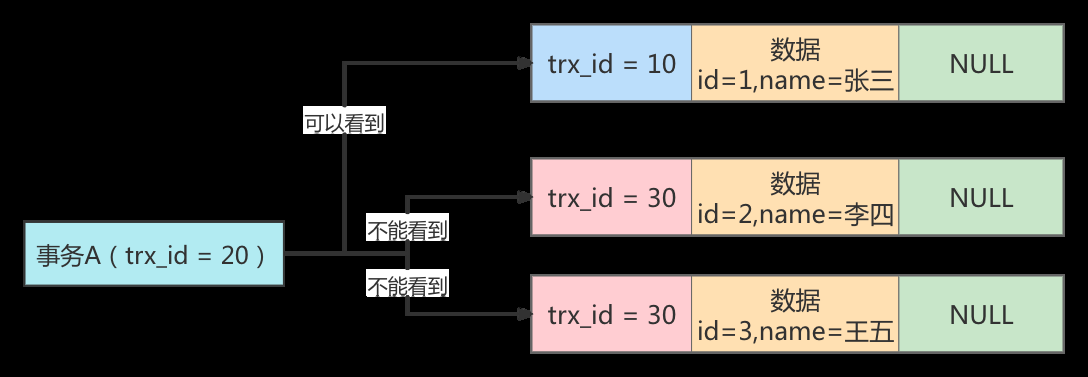 trx_id = 10
数据
id=1,name=张三
NULL
可以看到
trx_id = 30
数据
id=2,name=李四
NULL
不能看到
事务A（trx_id = 20）
不能看到
trx_id = 30
数据
id=3,name=王五
NULL